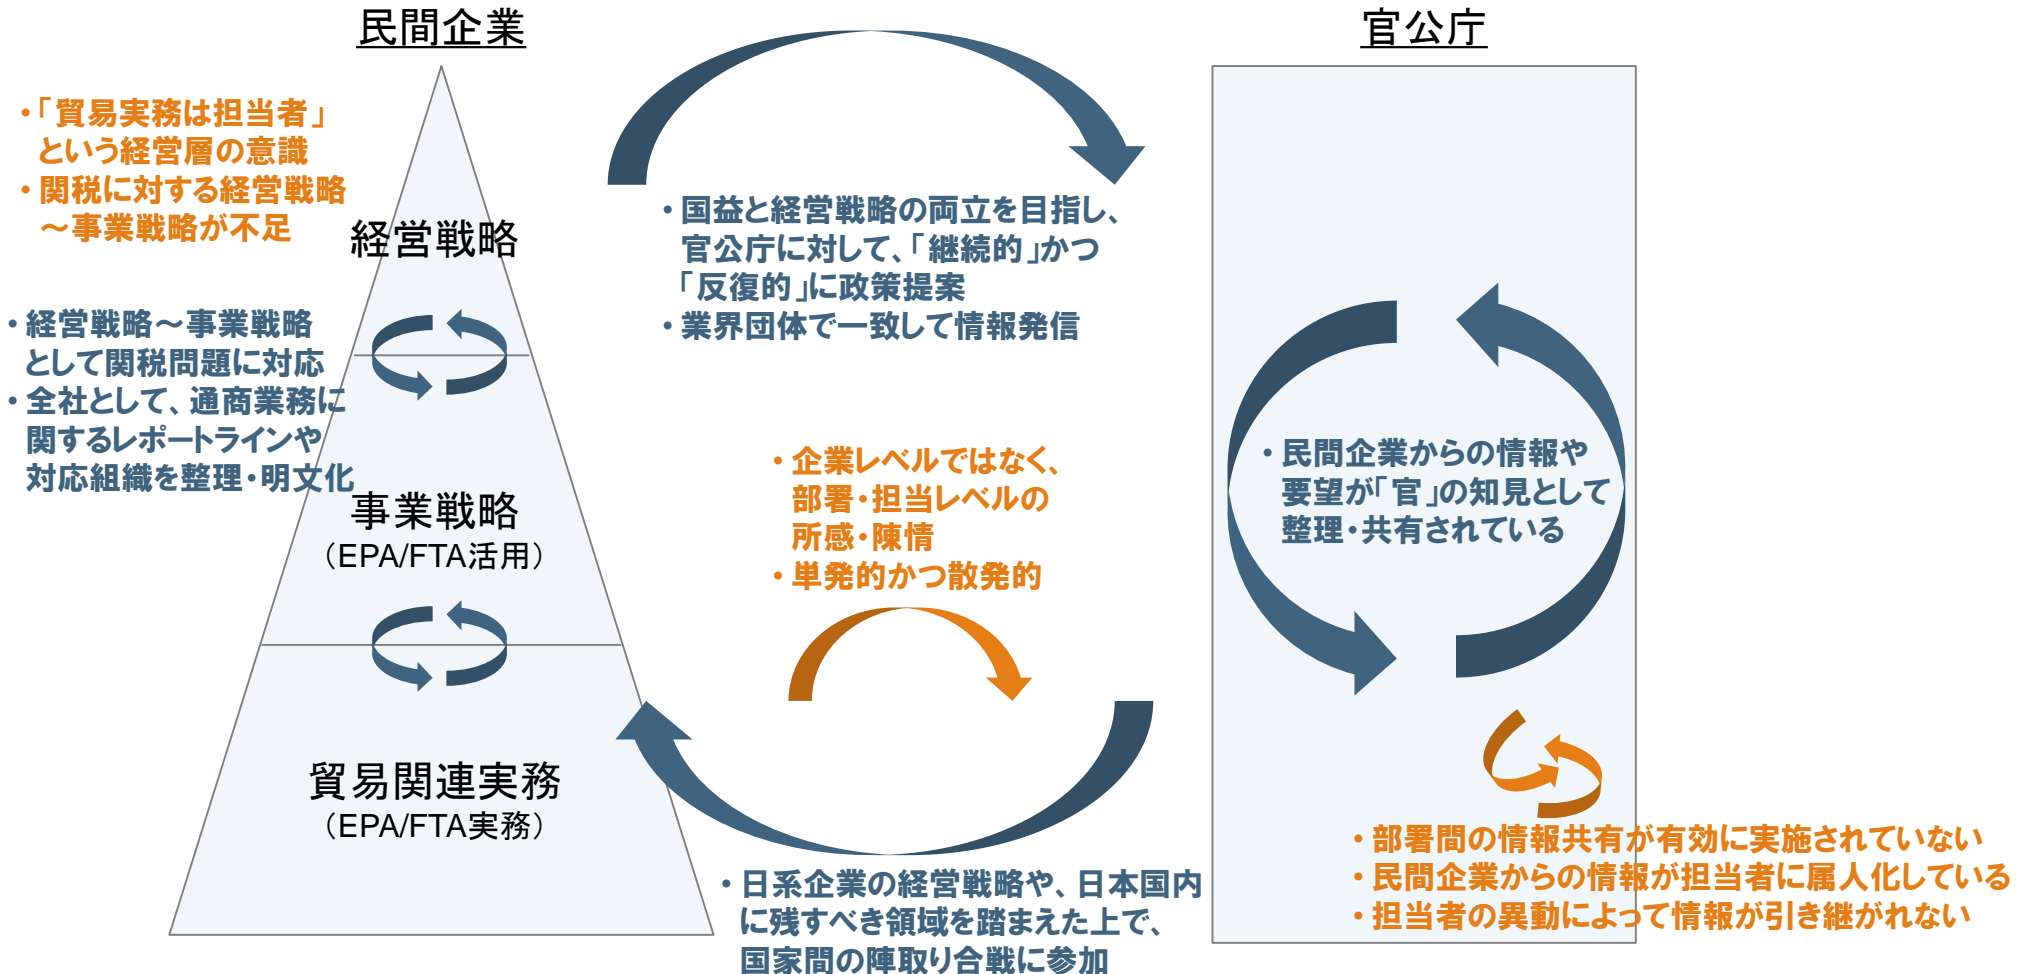 民間企業
官公庁
・「貿易実務は担当者」
という経営層の意識
・関税に対する経営戦略
～事業戦略が不足
経営戦略
・経営戦略～事業戦略
として関税問題に対応
・全社として、通商業務に
関するレポートラインや
対応組織を整理・明文化
事業戦略
（EPA/FTA活用）
貿易関連実務
（EPA/FTA実務）
・国益と経営戦略の両立を目指し、
官公庁に対して、「継続的」かつ
「反復的」に政策提案
・業界団体で一致して情報発信
・企業レベルではなく、
部署・担当レベルの
所感・陳情
・単発的かつ散発的
・日系企業の経営戦略や、日本国内
に残すべき領域を踏まえた上で、
国家間の陣取り合戦に参加
・民間企業からの情報や
要望が「官」の知見として
整理・共有されている
・部署間の情報共有が有効に実施されていない
・民間企業からの情報が担当者に属人化している
・担当者の異動によって情報が引き継がれない